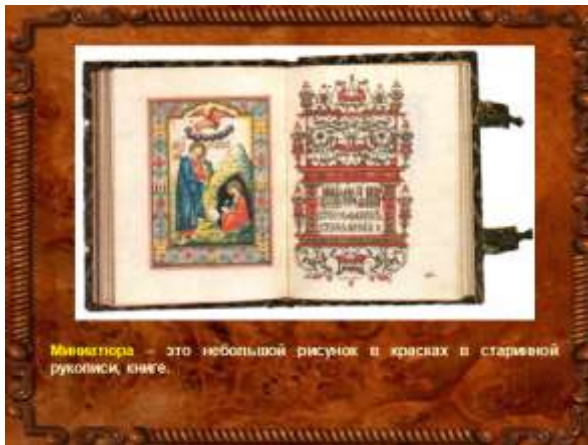 Миниатюра – это небольшой рисунок в красках в старинной
рукописи, книге.